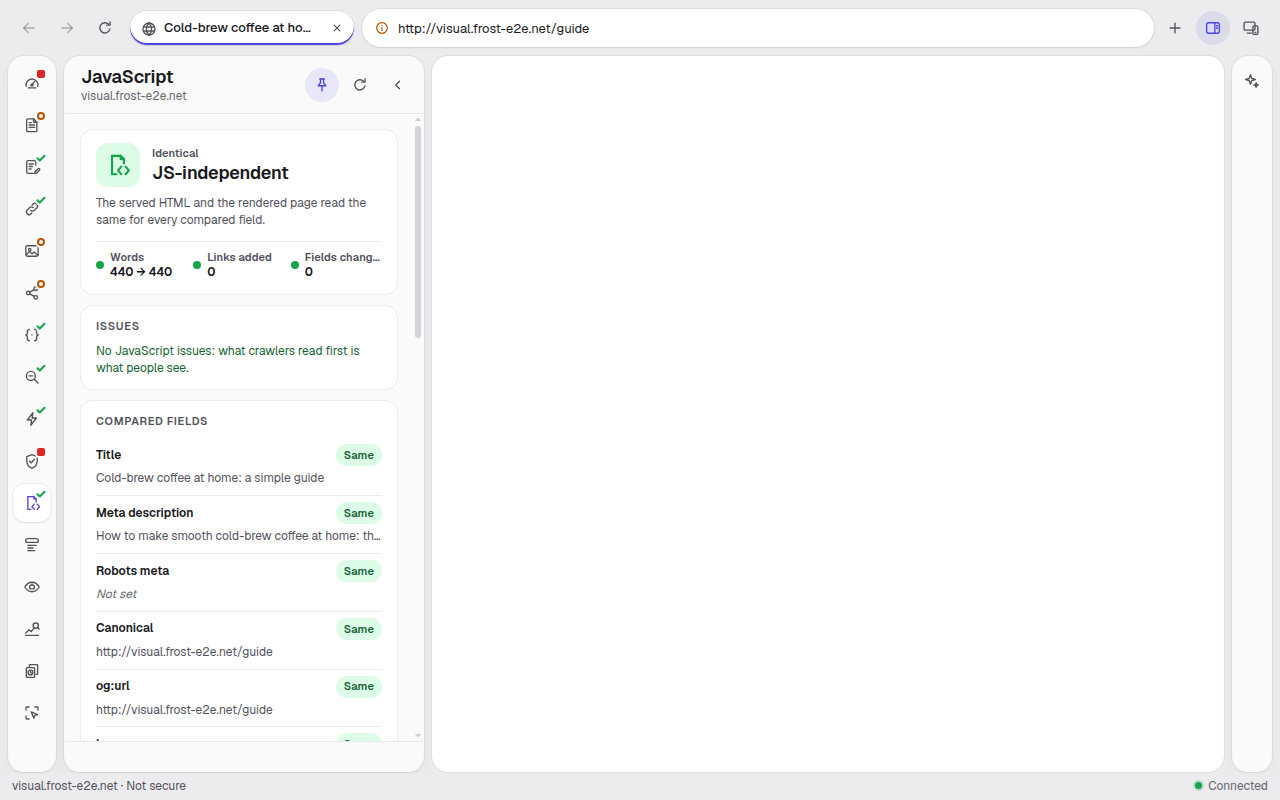 Cold-brew coffee at ho…
http://visual.frost-e2e.net/guide
JavaScript
visual.frost-e2e.net
Identical
JS-independent
The served HTML and the rendered page read the
same for every compared field.
Words
440 → 440
Links added
0
Fields chang…
0
ISSUES
No JavaScript issues: what crawlers read first is
what people see.
COMPARED FIELDS
Title
Same
Cold-brew coffee at home: a simple guide
Meta description
Same
How to make smooth cold-brew coffee at home: th…
Robots meta
Same
Not set
Canonical
Same
http://visual.frost-e2e.net/guide
og:url
Same
http://visual.frost-e2e.net/guide
visual.frost-e2e.net · Not secure
Connected